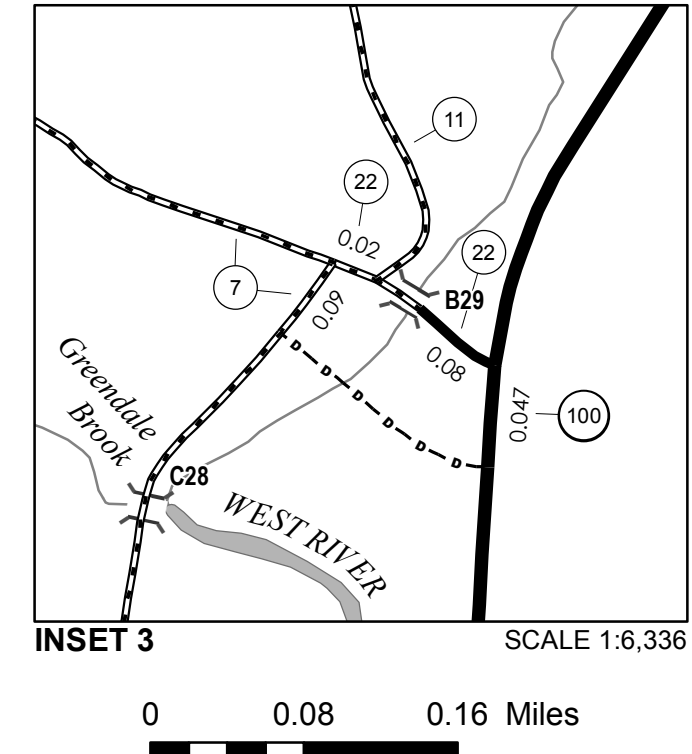 11
22
0.02
22
7
B29
0.09
0.08
Greendale
Brook
0.047
100
D D D D D D
C28
WEST RIVER
INSET 3
SCALE 1:6,336
0 0.08 0.16 Miles